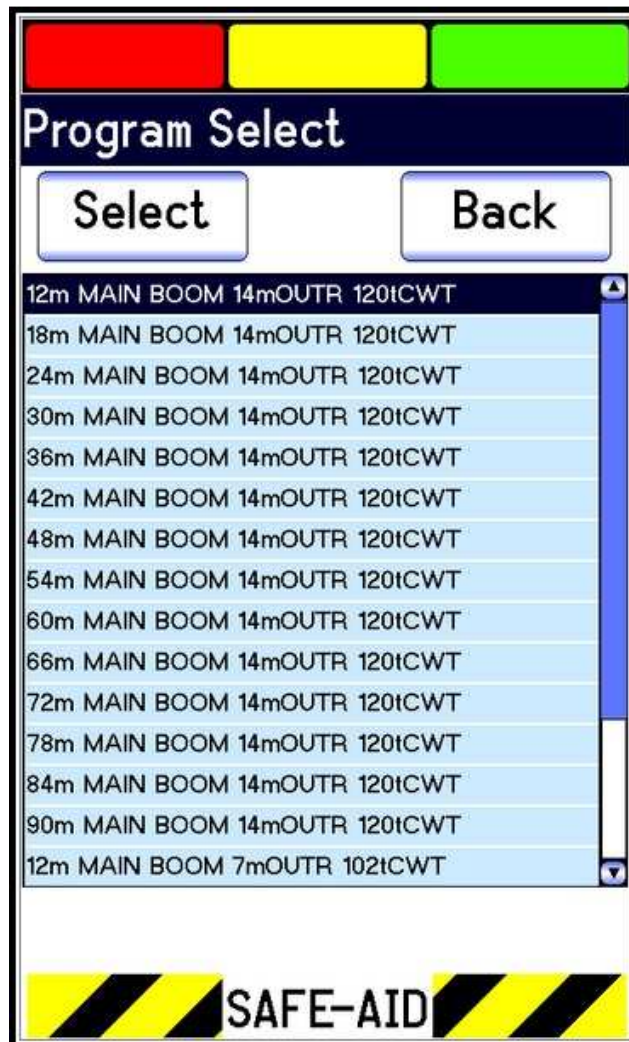 Program Select
Select Back
12m MAIN BOOM 14mOUTR 120tCWT
18m MAIN BOOM 14mOUTR 120tCWT
24m MAIN BOOM 14mOUTR 120tCWT
30m MAIN BOOM 14mOUTR 120tCWT
36m MAIN BOOM 14mOUTR 120tCWT
42m MAIN BOOM 14mOUTR 120tCWT
48m MAIN BOOM 14mOUTR 120tCWT
54m MAIN BOOM 14mOUTR 120tCWT
60m MAIN BOOM 14mOUTR 120tCWT
66m MAIN BOOM 14mOUTR 120tCWT
72m MAIN BOOM 14mOUTR 120tCWT
78m MAIN BOOM 14mOUTR 120tCWT
84m MAIN BOOM 14mOUTR 120tCWT
90m MAIN BOOM 14mOUTR 120tCWT
12m MAIN BOOM 7mOUTR 102tCWT
SAFE-AID